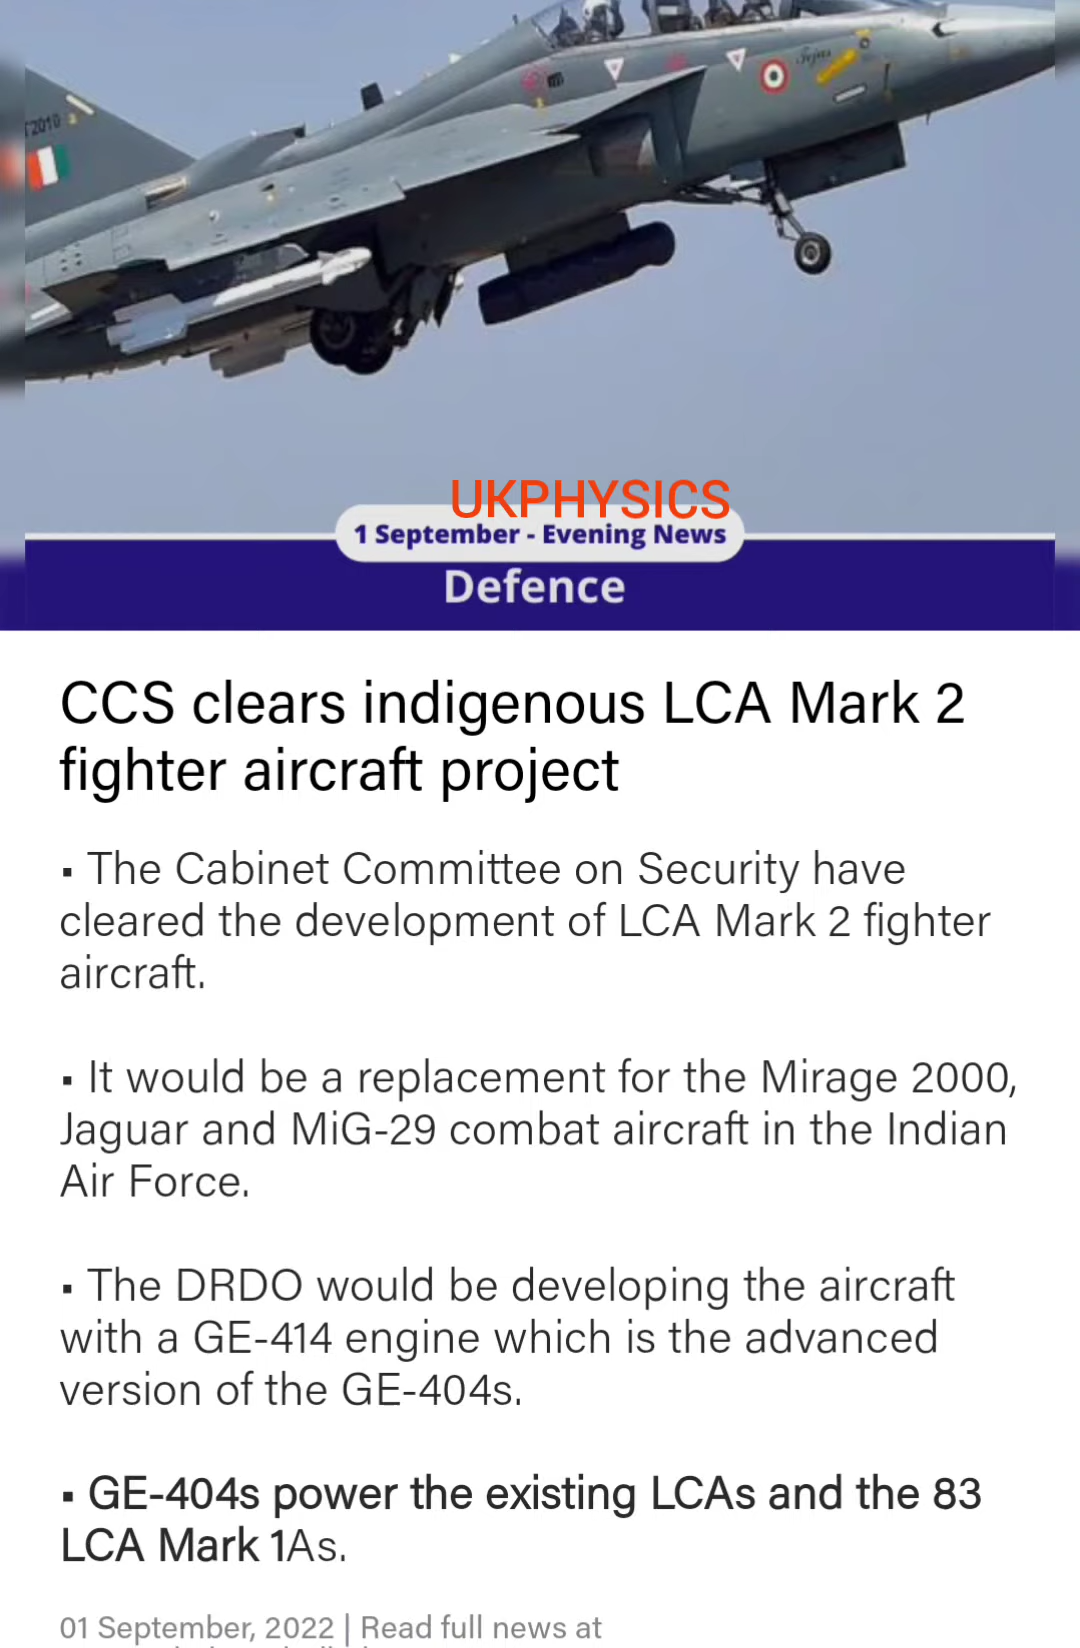 Tejas
T2010
UKPHYSICS
1 September - Evening News
Defence
CCS clears indigenous LCA Mark 2
fighter aircraft project
▪ The Cabinet Committee on Security have
cleared the development of LCA Mark 2 fighter
aircraft.
▪ It would be a replacement for the Mirage 2000,
Jaguar and MiG-29 combat aircraft in the Indian
Air Force.
▪ The DRDO would be developing the aircraft
with a GE-414 engine which is the advanced
version of the GE-404s.
▪ GE-404s power the existing LCAs and the 83
LCA Mark 1As.
01 September, 2022 | Read full news at